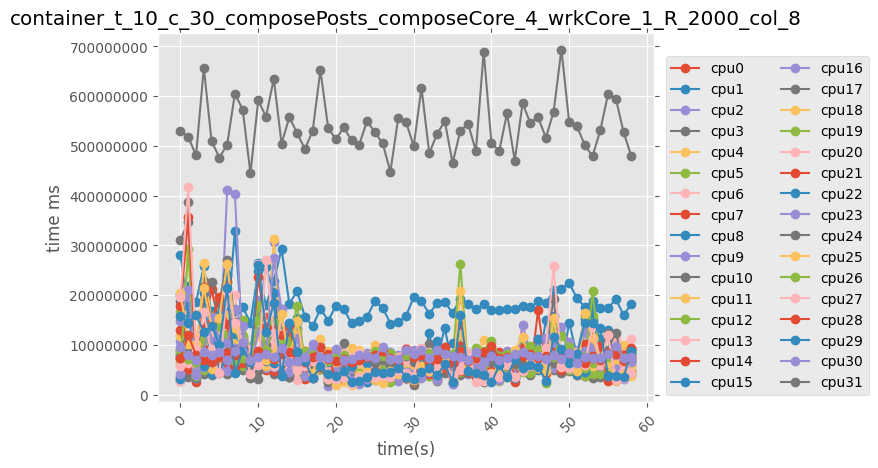 container_t_10_c_30_composePosts_composeCore_4_wrkCore_1_R_2000_col_8
700000000
600000000
500000000
400000000
300000000
200000000
100000000
0
time ms
0
10
20
30
40
50
60
time(s)
cpu0
cpu1
cpu2
cpu3
cpu4
cpu5
cpu6
cpu7
cpu8
cpu9
cpu10
cpu11
cpu12
cpu13
cpu14
cpu15
cpu16
cpu17
cpu18
cpu19
cpu20
cpu21
cpu22
cpu23
cpu24
cpu25
cpu26
cpu27
cpu28
cpu29
cpu30
cpu31